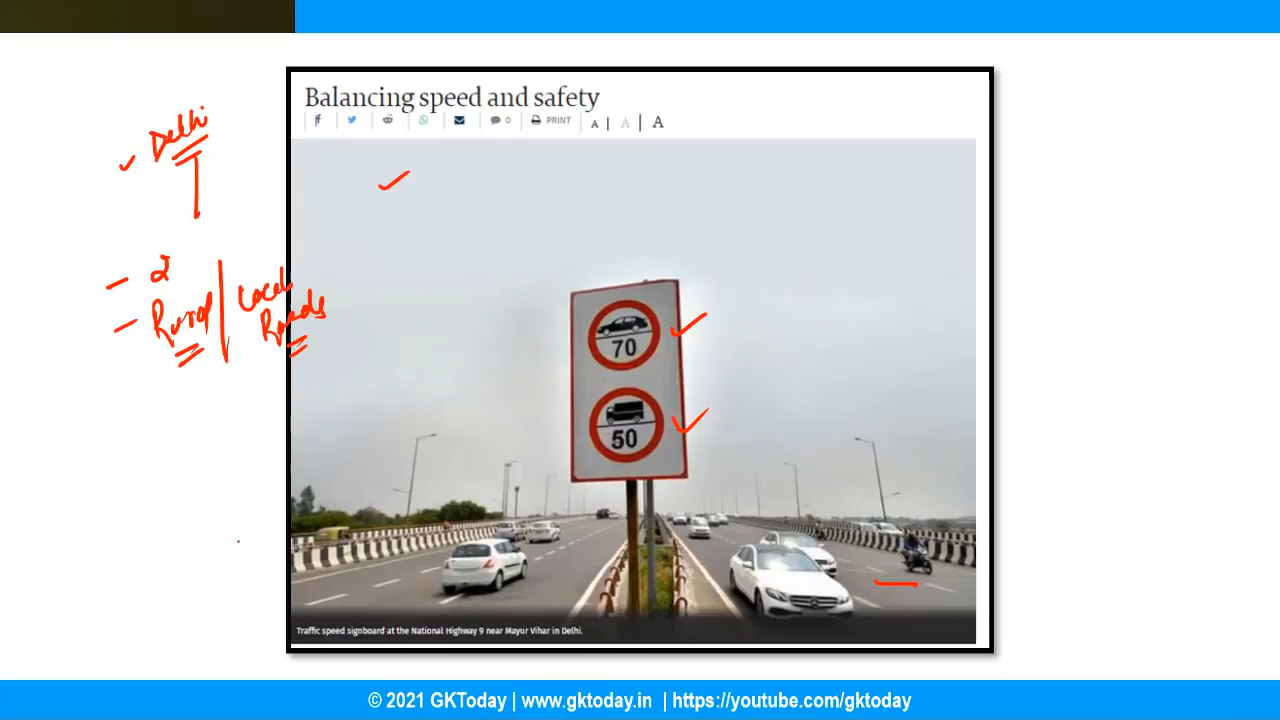 Balancing speed and safety
0
PRINT
A | A | A
Delhi
2
Rural / Local
Roads
70
50
Traffic speed signboard at the National Highway 9 near Mayur Vihar in Delhi.
© 2021 GKToday | www.gktoday.in | https://youtube.com/gktoday